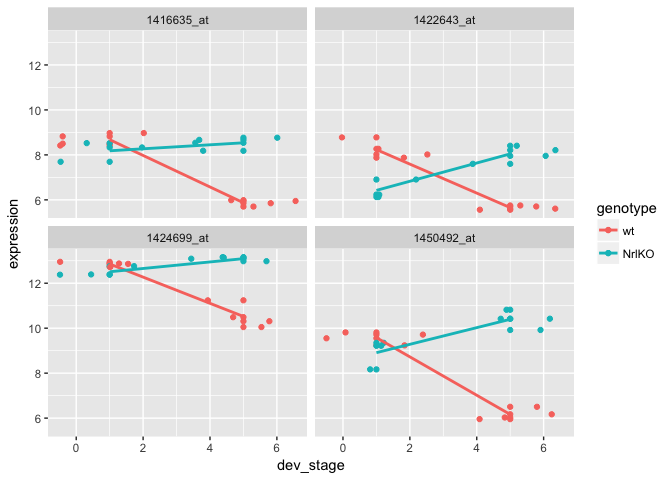 1416635_at
1422643_at
12
10
8
6
expression
1424699_at
1450492_at
12
10
8
6
0
2
4
6
0
2
4
6
dev_stage
genotype
wt
NrlKO